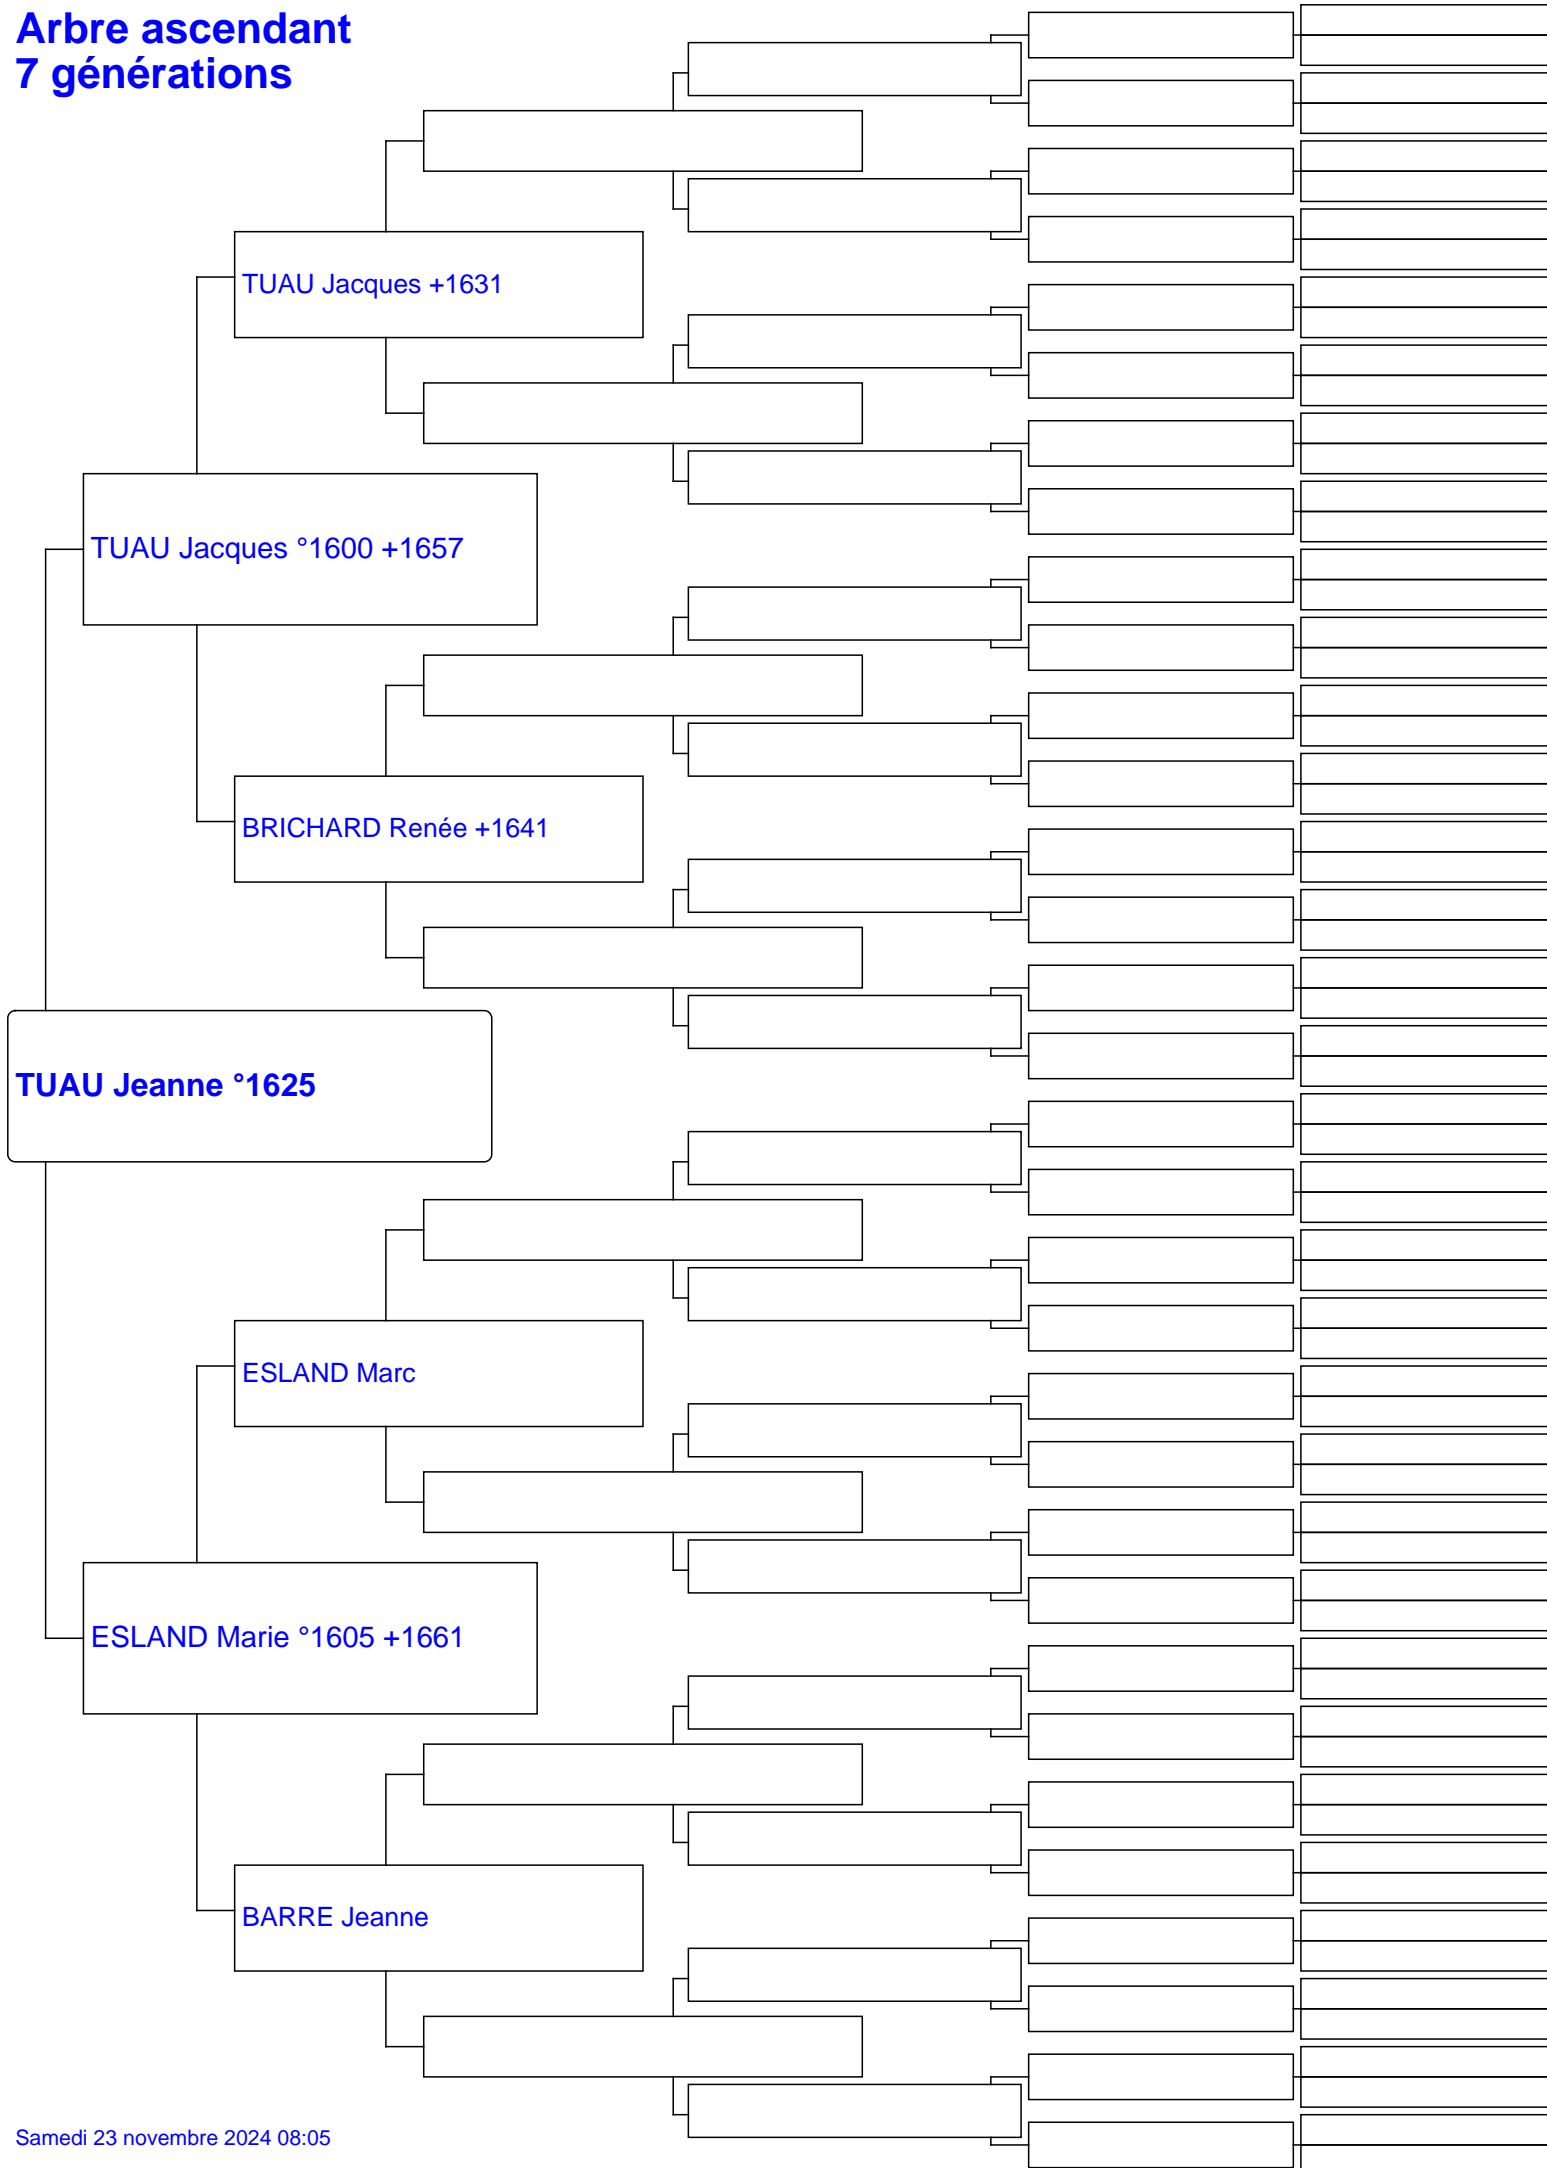 Arbre ascendant
7 générations
TUAU Jacques +1631
TUAU Jacques °1600 +1657
BRICHARD Renée +1641
TUAU Jeanne °1625
ESLAND Marc
ESLAND Marie °1605 +1661
BARRE Jeanne
Samedi 23 novembre 2024 08:05